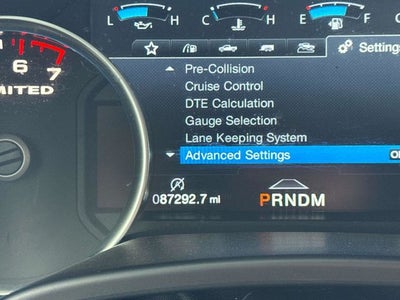 L H C H E F
Settings
Pre-Collision
Cruise Control
DTE Calculation
Gauge Selection
Lane Keeping System
Advanced Settings
6 7
LIMITED
087292.7 mi
PRNDM